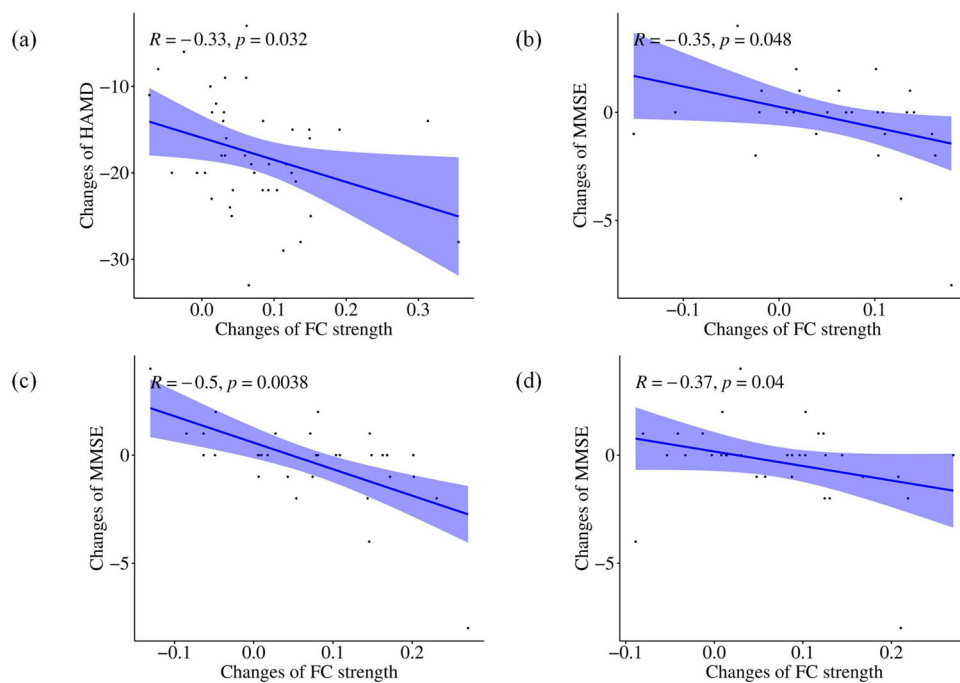 (a)
R = −0.33, p = 0.032
Changes of HAMD
−10
−20
−30
0.0 0.1 0.2 0.3
Changes of FC strength
(b)
R = −0.35, p = 0.048
Changes of MMSE
0
−5
−0.1 0.0 0.1
Changes of FC strength
(c)
R = −0.5, p = 0.0038
Changes of MMSE
0
−5
−0.1 0.0 0.1 0.2
Changes of FC strength
(d)
R = −0.37, p = 0.04
Changes of MMSE
0
−5
−0.1 0.0 0.1 0.2
Changes of FC strength